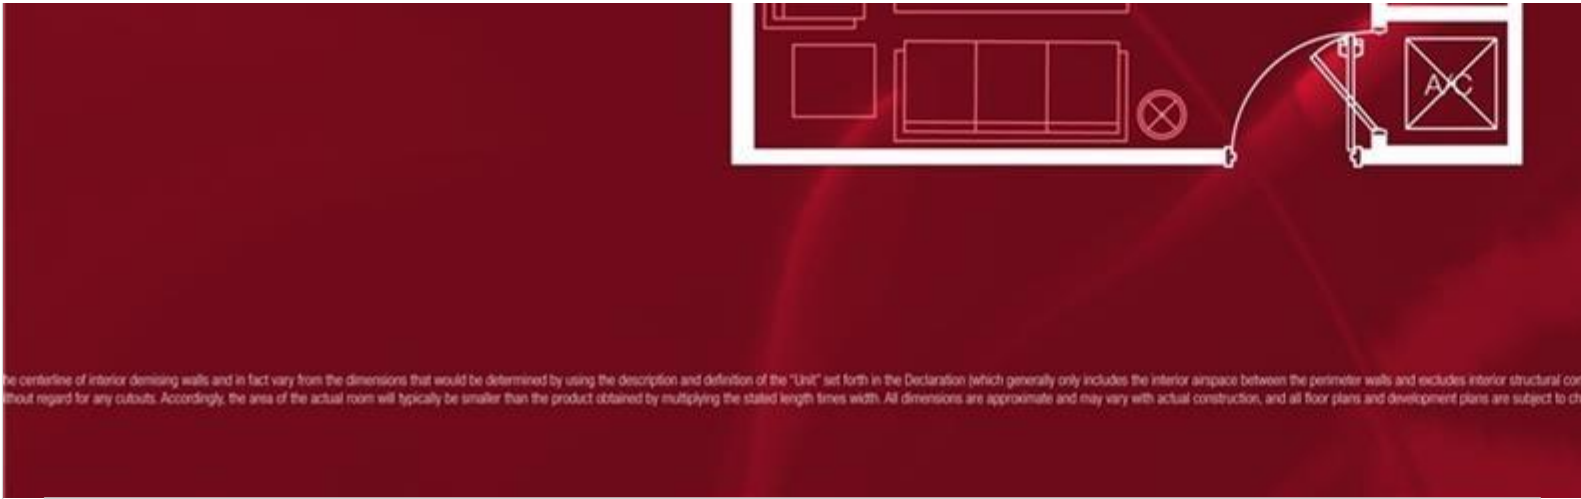 A/C
he centerline of interior demising walls and in fact vary from the dimensions that would be determined by using the description and definition of the "Unit" set forth in the Declaration (which generally only includes the interior airspace between the perimeter walls and excludes interior structural com
ithout regard for any cutouts. Accordingly, the area of the actual room will typically be smaller than the product obtained by multiplying the stated length times width. All dimensions are approximate and may vary with actual construction, and all floor plans and development plans are subject to ch